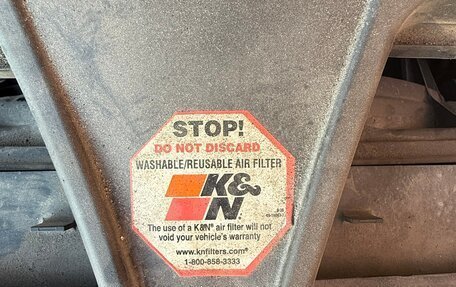 STOP!
DO NOT DISCARD
WASHABLE/REUSABLE AIR FILTER
K&N
The use of a K&N® air filter will not
void your vehicle's warranty
www.knfilters.com®
1-800-858-3333